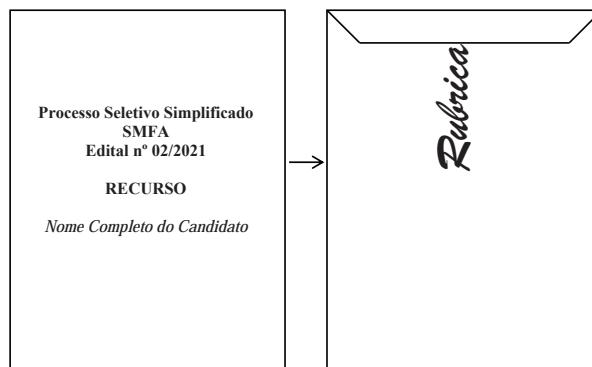 Processo Seletivo Simplificado
SMFA
Edital nº 02/2021
RECURSO
Nome Completo do Candidato
Rubrica